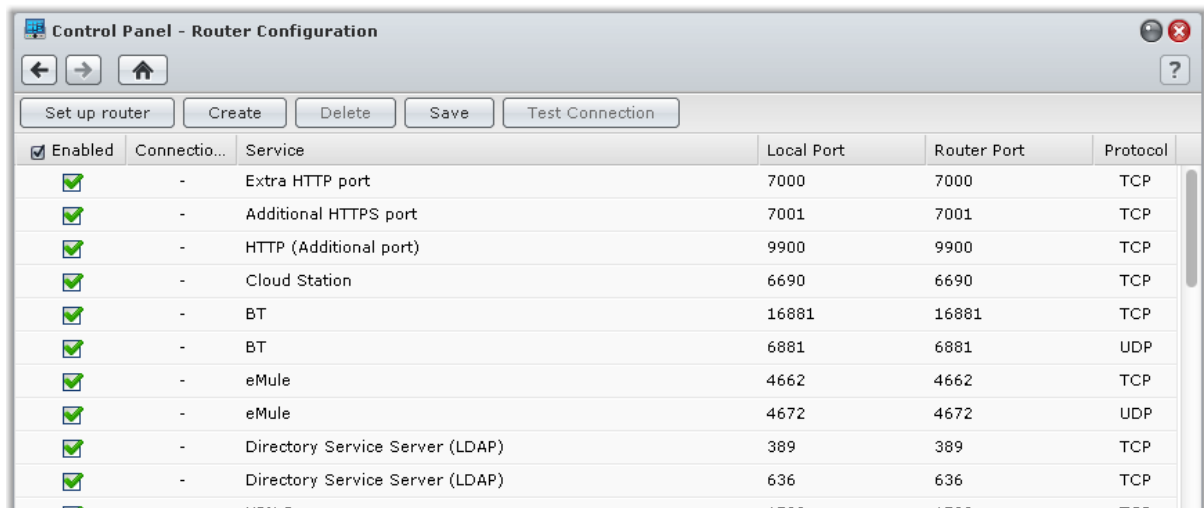 Control Panel - Router Configuration
?
Set up router Create Delete Save Test Connection
Enabled Connectio... Service Local Port Router Port Protocol
- Extra HTTP port 7000 7000 TCP
- Additional HTTPS port 7001 7001 TCP
- HTTP (Additional port) 9900 9900 TCP
- Cloud Station 6690 6690 TCP
- BT 16881 16881 TCP
- BT 6881 6881 UDP
- eMule 4662 4662 TCP
- eMule 4672 4672 UDP
- Directory Service Server (LDAP) 389 389 TCP
- Directory Service Server (LDAP) 636 636 TCP